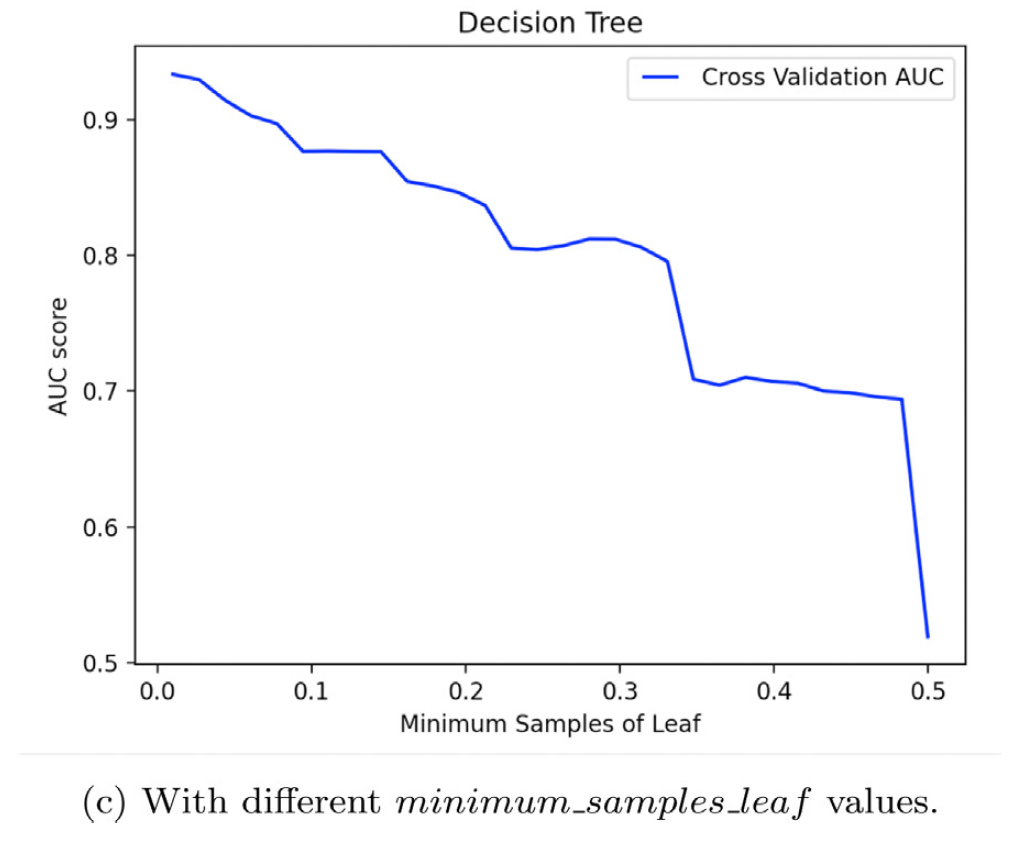 Decision Tree
Cross Validation AUC
0.9
0.8
0.7
0.6
0.5
AUC score
0.0 0.1 0.2 0.3 0.4 0.5
Minimum Samples of Leaf
(c) With different minimum_samples_leaf values.